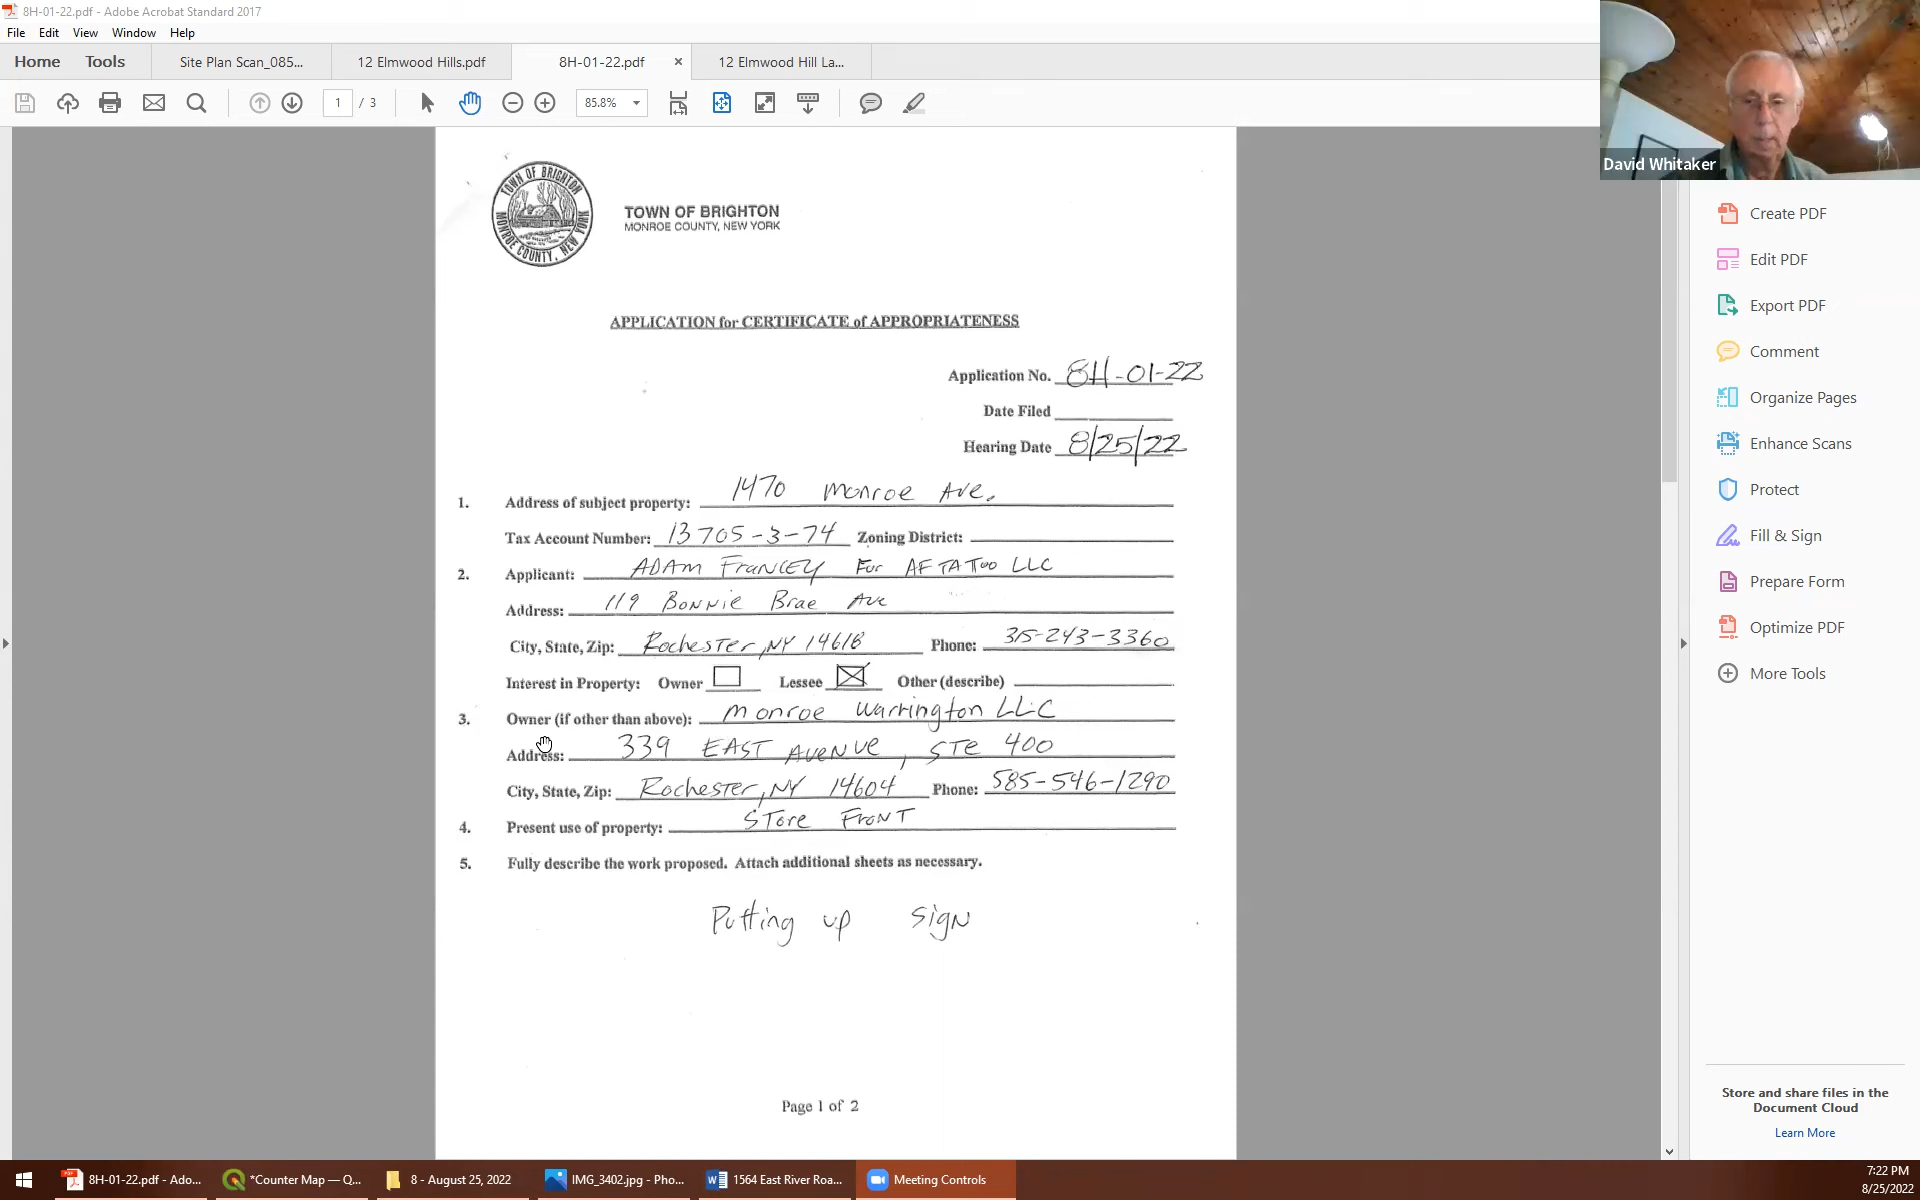 8H-01-22.pdf - Adobe Acrobat Standard 2017
File Edit View Window Help
Home Tools Site Plan Scan_085... 12 Elmwood Hills.pdf 8H-01-22.pdf × 12 Elmwood Hill La...
1 / 3 85.8%
David Whitaker
TOWN OF BRIGHTON
MONROE COUNTY, NEW YORK
TOWN OF BRIGHTON
MONROE COUNTY, NEW YORK
APPLICATION for CERTIFICATE of APPROPRIATENESS
Application No. 8H-01-22
Date Filed
Hearing Date 8/25/22
1. Address of subject property: 1470 Monroe Ave.
Tax Account Number: 13705-3-74 Zoning District:
2. Applicant: ADAM FRANCEY For AFTATToo LLC
Address: 119 Bonnie Brae Ave
City, State, Zip: Rochester, NY 14618 Phone: 315-243-3360
Interest in Property: Owner Lessee Other (describe)
3. Owner (if other than above): Monroe Warrington LLC
Address: 339 EAST AVENUE, STE 400
City, State, Zip: Rochester, NY 14604 Phone: 585-546-1290
4. Present use of property: STore FronT
5. Fully describe the work proposed. Attach additional sheets as necessary.
Putting up sign
Page 1 of 2
Create PDF
Edit PDF
Export PDF
Comment
Organize Pages
Enhance Scans
Protect
Fill & Sign
Prepare Form
Optimize PDF
More Tools
Store and share files in the
Document Cloud
Learn More
8H-01-22.pdf - Ado... *Counter Map — Q... 8 - August 25, 2022 IMG_3402.jpg - Pho... 1564 East River Roa... Meeting Controls
7:22 PM
8/25/2022